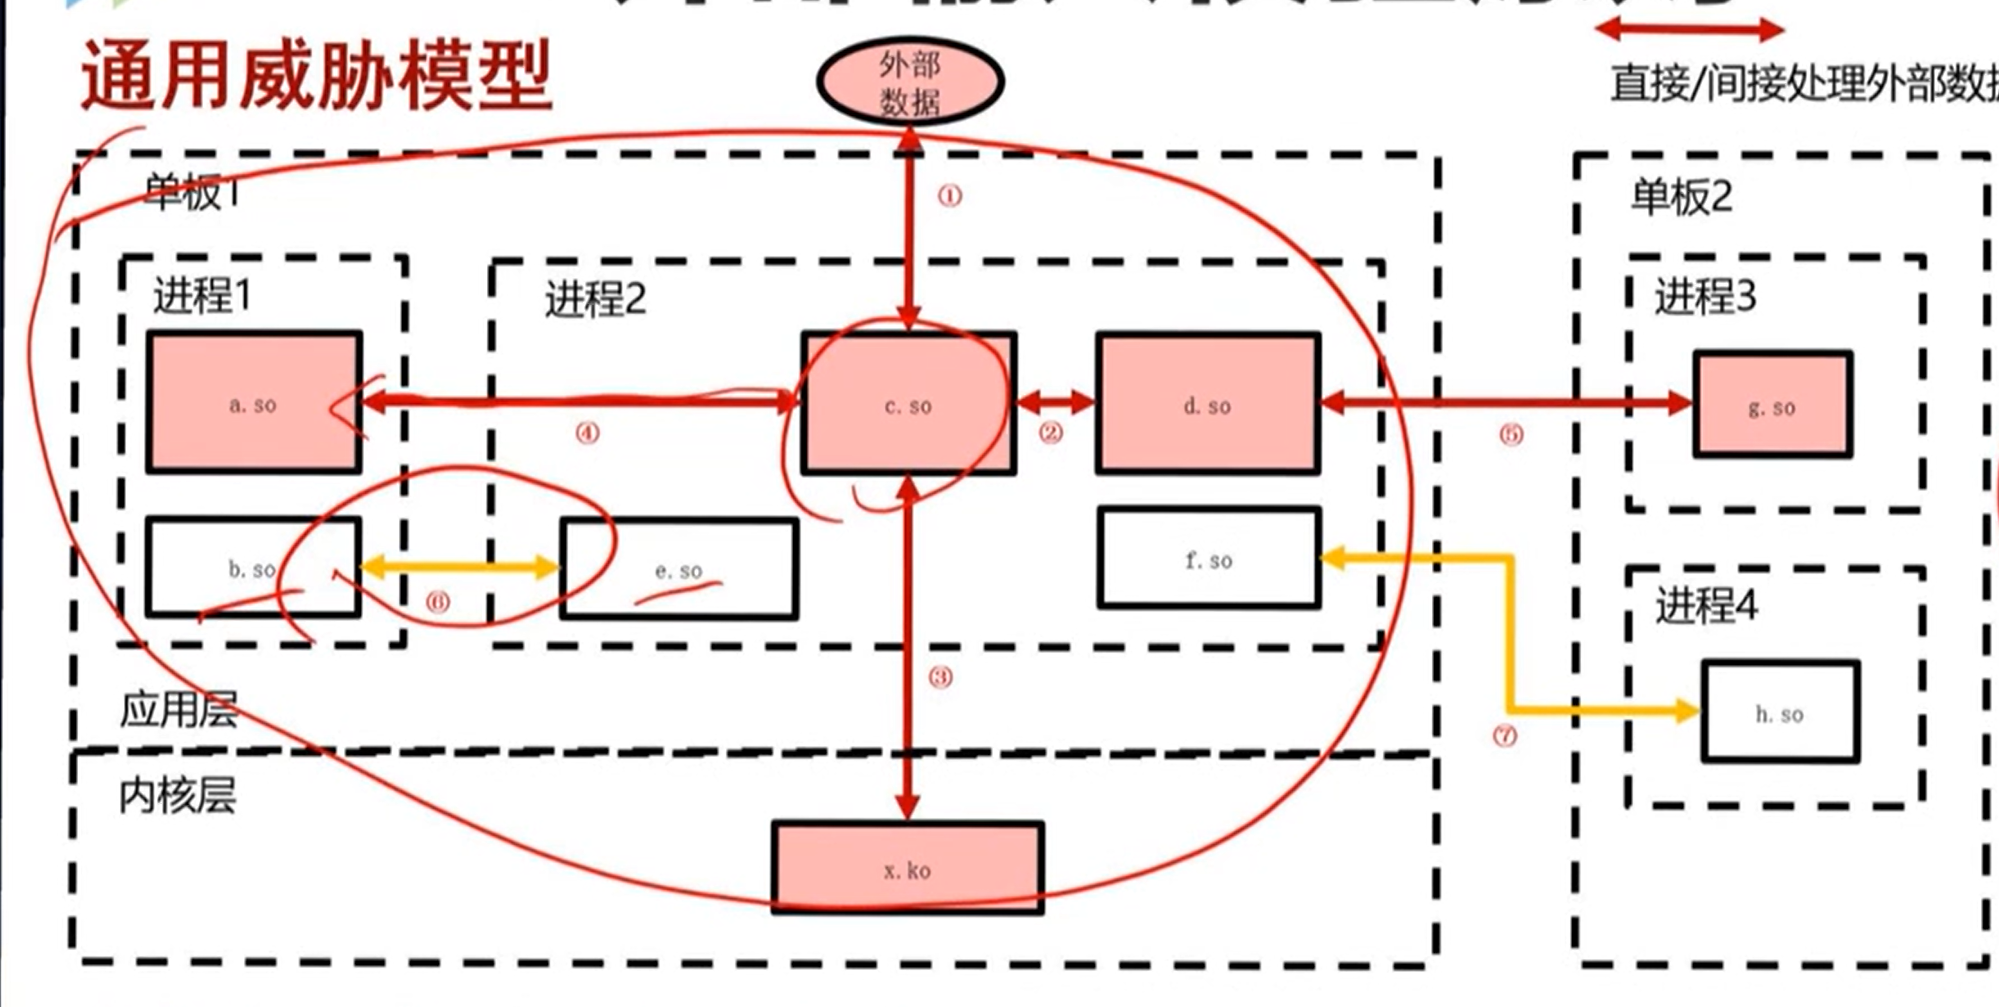 通用威胁模型
外部
数据
直接/间接处理外部数据
单板1
①
单板2
进程1
进程2
进程3
a.so
c.so
d.so
g.so
④
②
⑤
b.so
e.so
f.so
⑥
进程4
③
应用层
h.so
⑦
内核层
x.ko